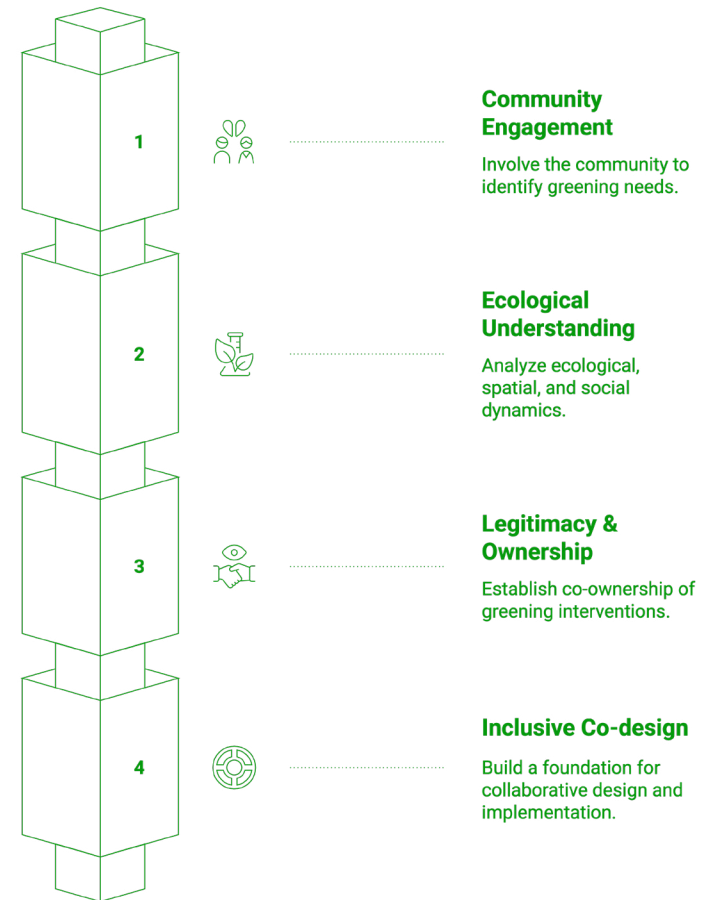 1
Community
Engagement
Involve the community to
identify greening needs.
2
Ecological
Understanding
Analyze ecological,
spatial, and social
dynamics.
3
Legitimacy &
Ownership
Establish co-ownership of
greening interventions.
4
Inclusive Co-design
Build a foundation for
collaborative design and
implementation.